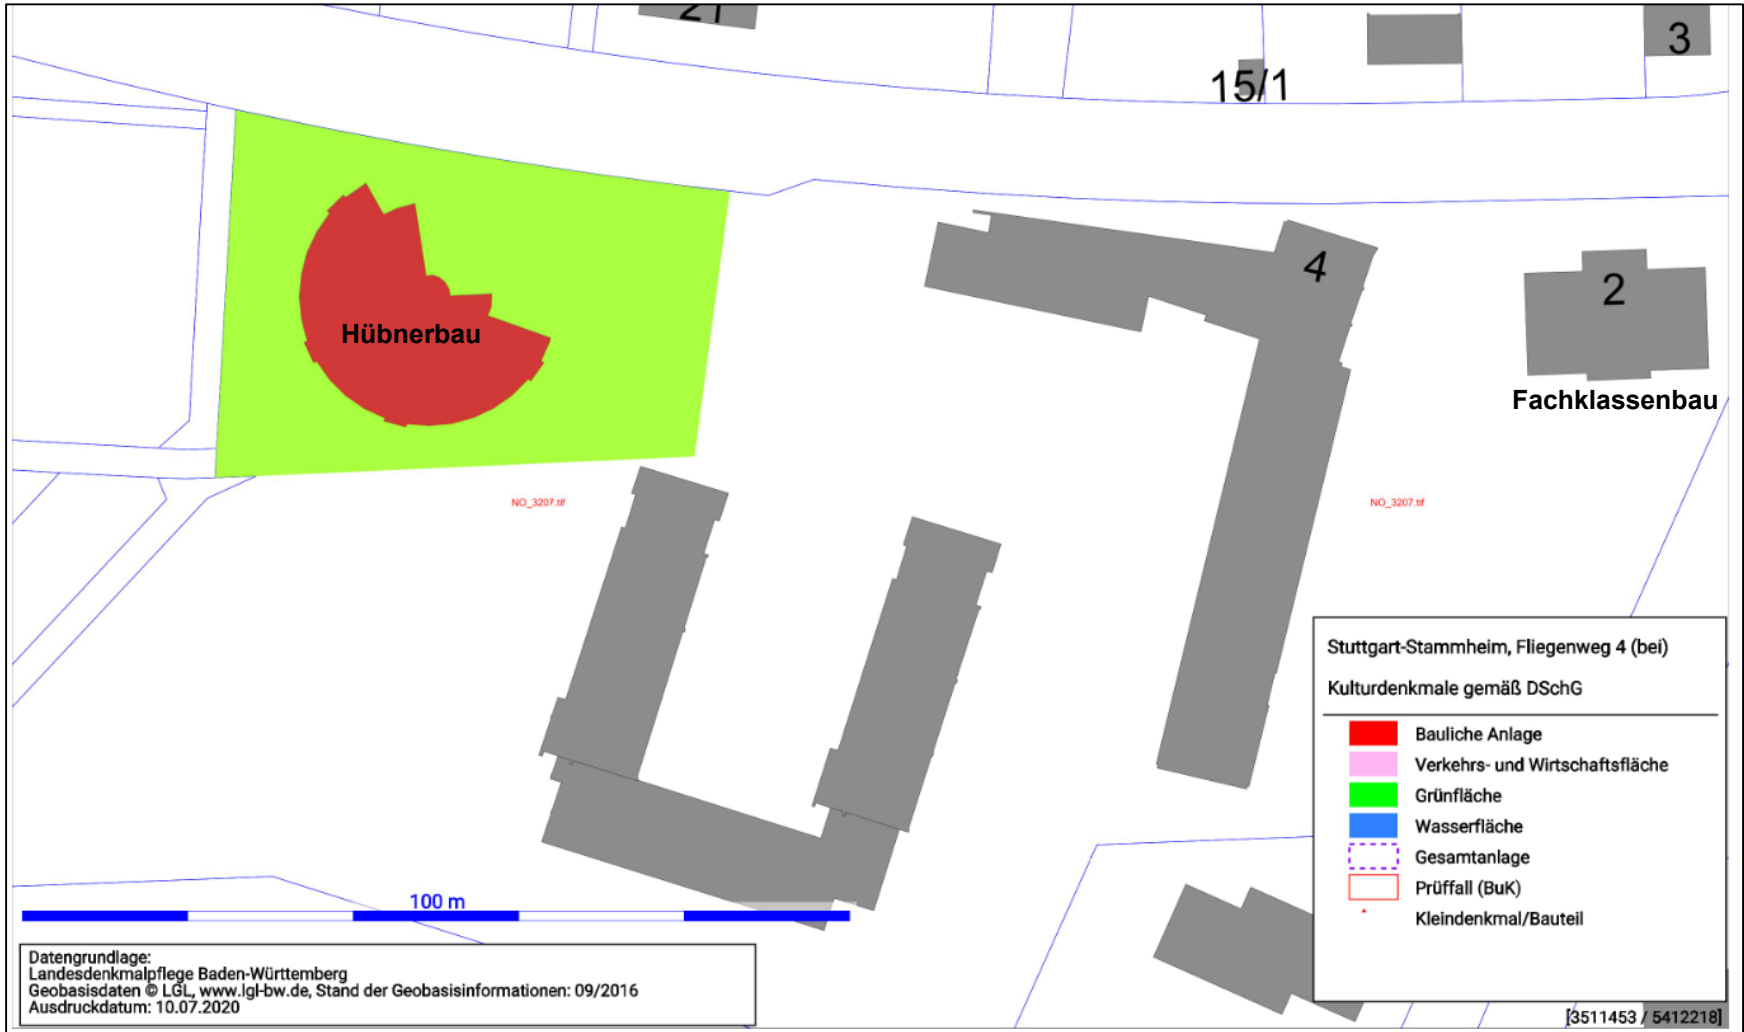 21
3
15/1
4
2
Hübnerbau
Fachklassenbau
NO_3207.tif
NO_3207.tif
Stuttgart-Stammheim, Fliegenweg 4 (bei)
Kulturdenkmale gemäß DSchG
Bauliche Anlage
Verkehrs- und Wirtschaftsfläche
Grünfläche
Wasserfläche
Gesamtanlage
Prüffall (BuK)
Kleindenkmal/Bauteil
100 m
Datengrundlage:
Landesdenkmalpflege Baden-Württemberg
Geobasisdaten © LGL, www.lgl-bw.de, Stand der Geobasisinformationen: 09/2016
Ausdruckdatum: 10.07.2020
[3511453 / 5412218]